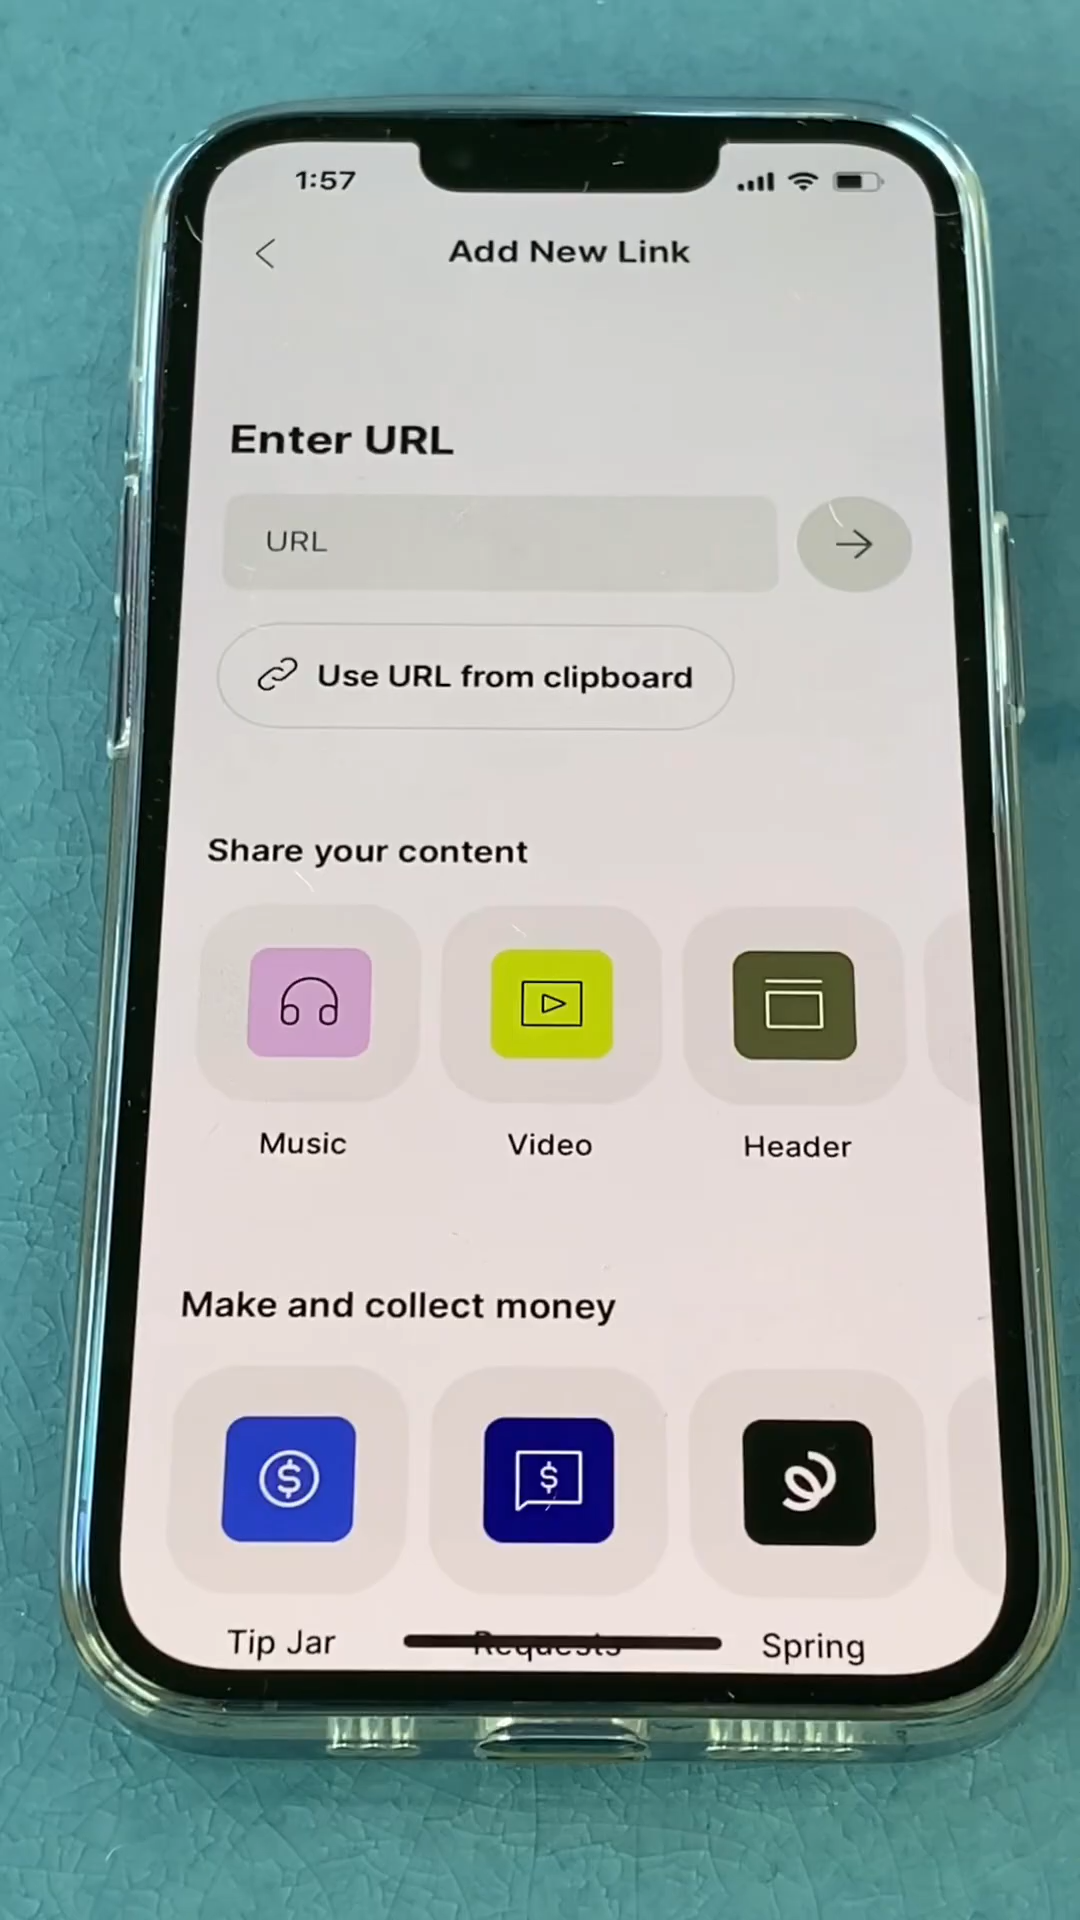 1:57
Add New Link
Enter URL
URL
Use URL from clipboard
Share your content
Music
Video
Header
Make and collect money
$
$
Tip Jar
Requests
Spring